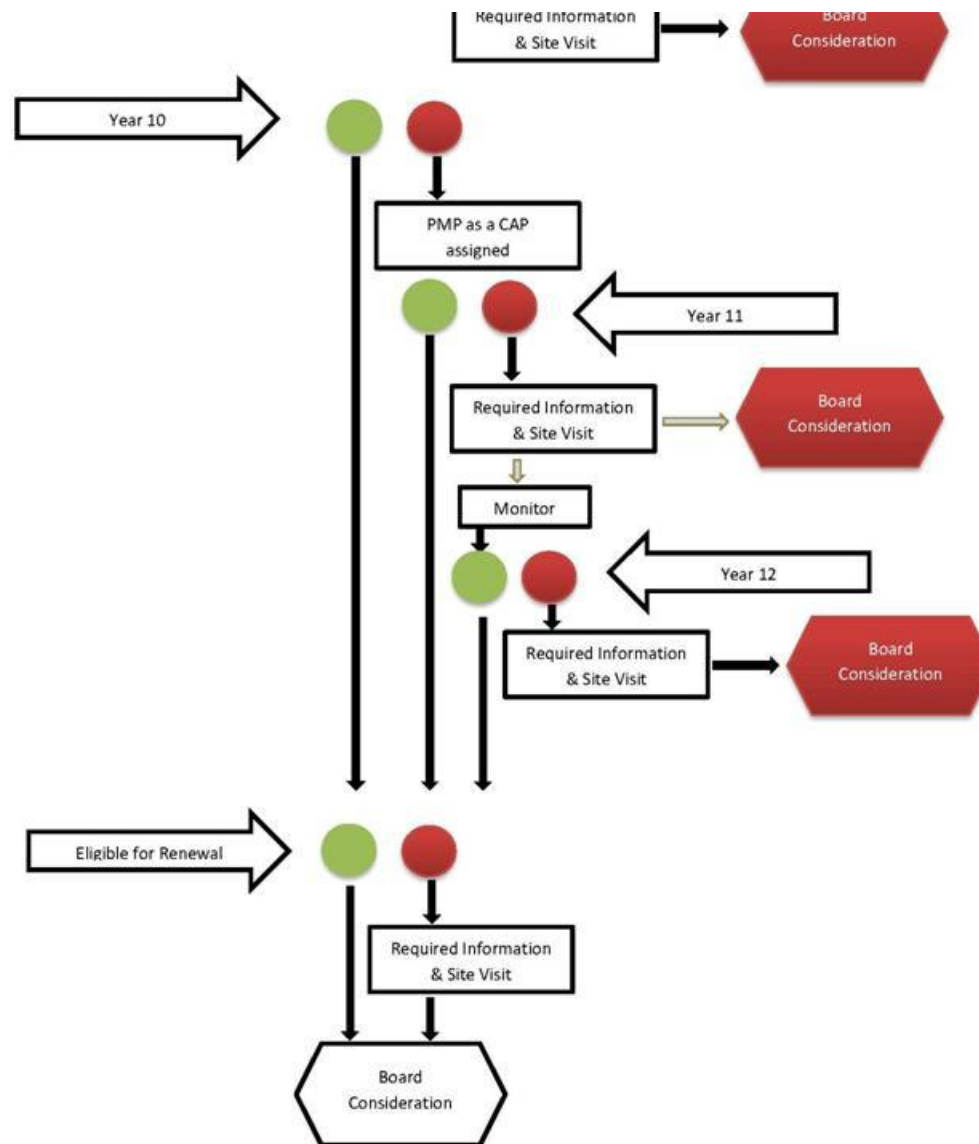 Required Information
& Site Visit
Board
Consideration
Year 10
PMP as a CAP
assigned
Year 11
Required Information
& Site Visit
Board
Consideration
Monitor
Year 12
Required Information
& Site Visit
Board
Consideration
Eligible for Renewal
Required Information
& Site Visit
Board
Consideration